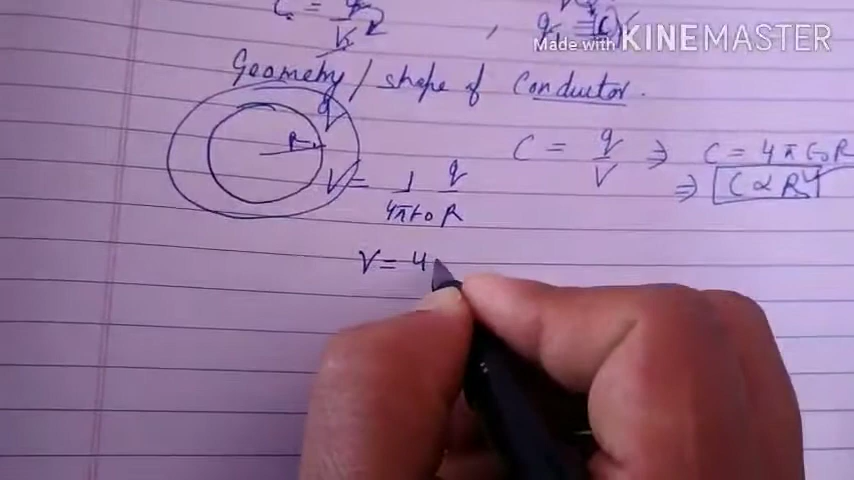 C = q/V , q = C V
Made with KINEMASTER
Geometry / shape of Conductor.
q
R
C = q/V ⇒ C = 4πε₀R
V = 1/4πε₀ q/R ⇒ C ∝ R
V = 4